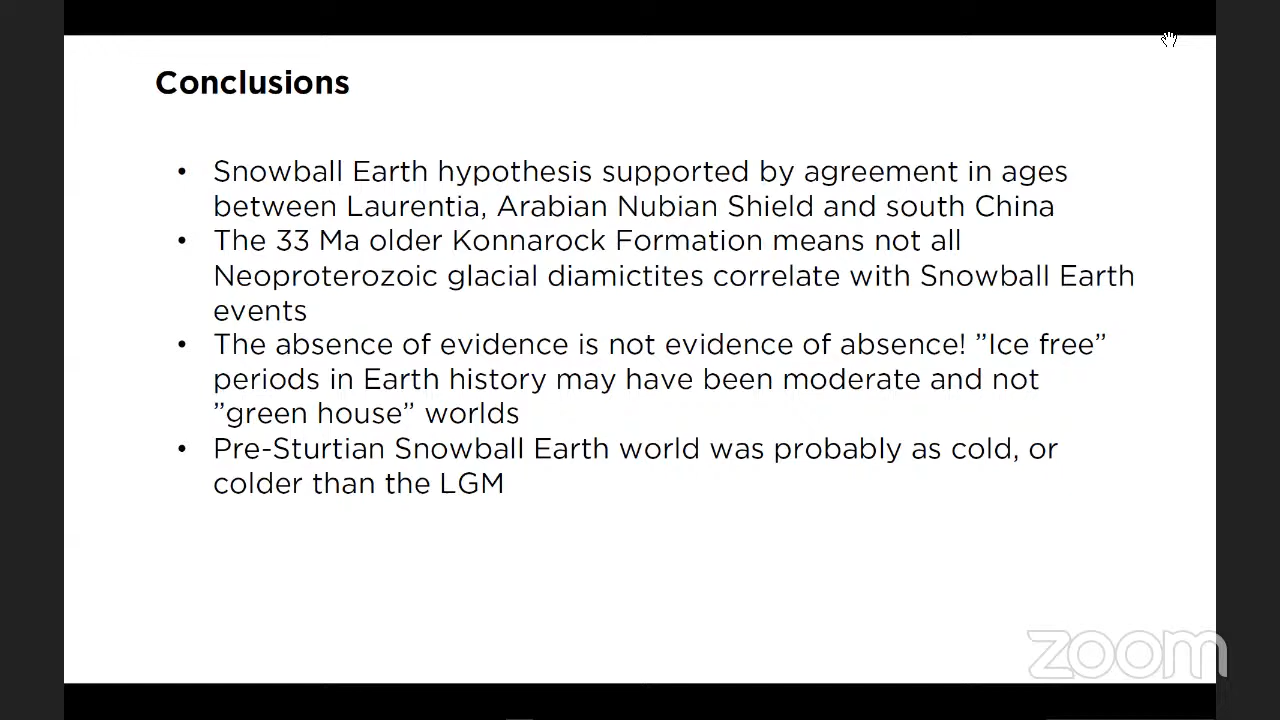 Conclusions
• Snowball Earth hypothesis supported by agreement in ages
between Laurentia, Arabian Nubian Shield and south China
• The 33 Ma older Konnarock Formation means not all
Neoproterozoic glacial diamictites correlate with Snowball Earth
events
• The absence of evidence is not evidence of absence! ”Ice free”
periods in Earth history may have been moderate and not
”green house” worlds
• Pre-Sturtian Snowball Earth world was probably as cold, or
colder than the LGM
zoom